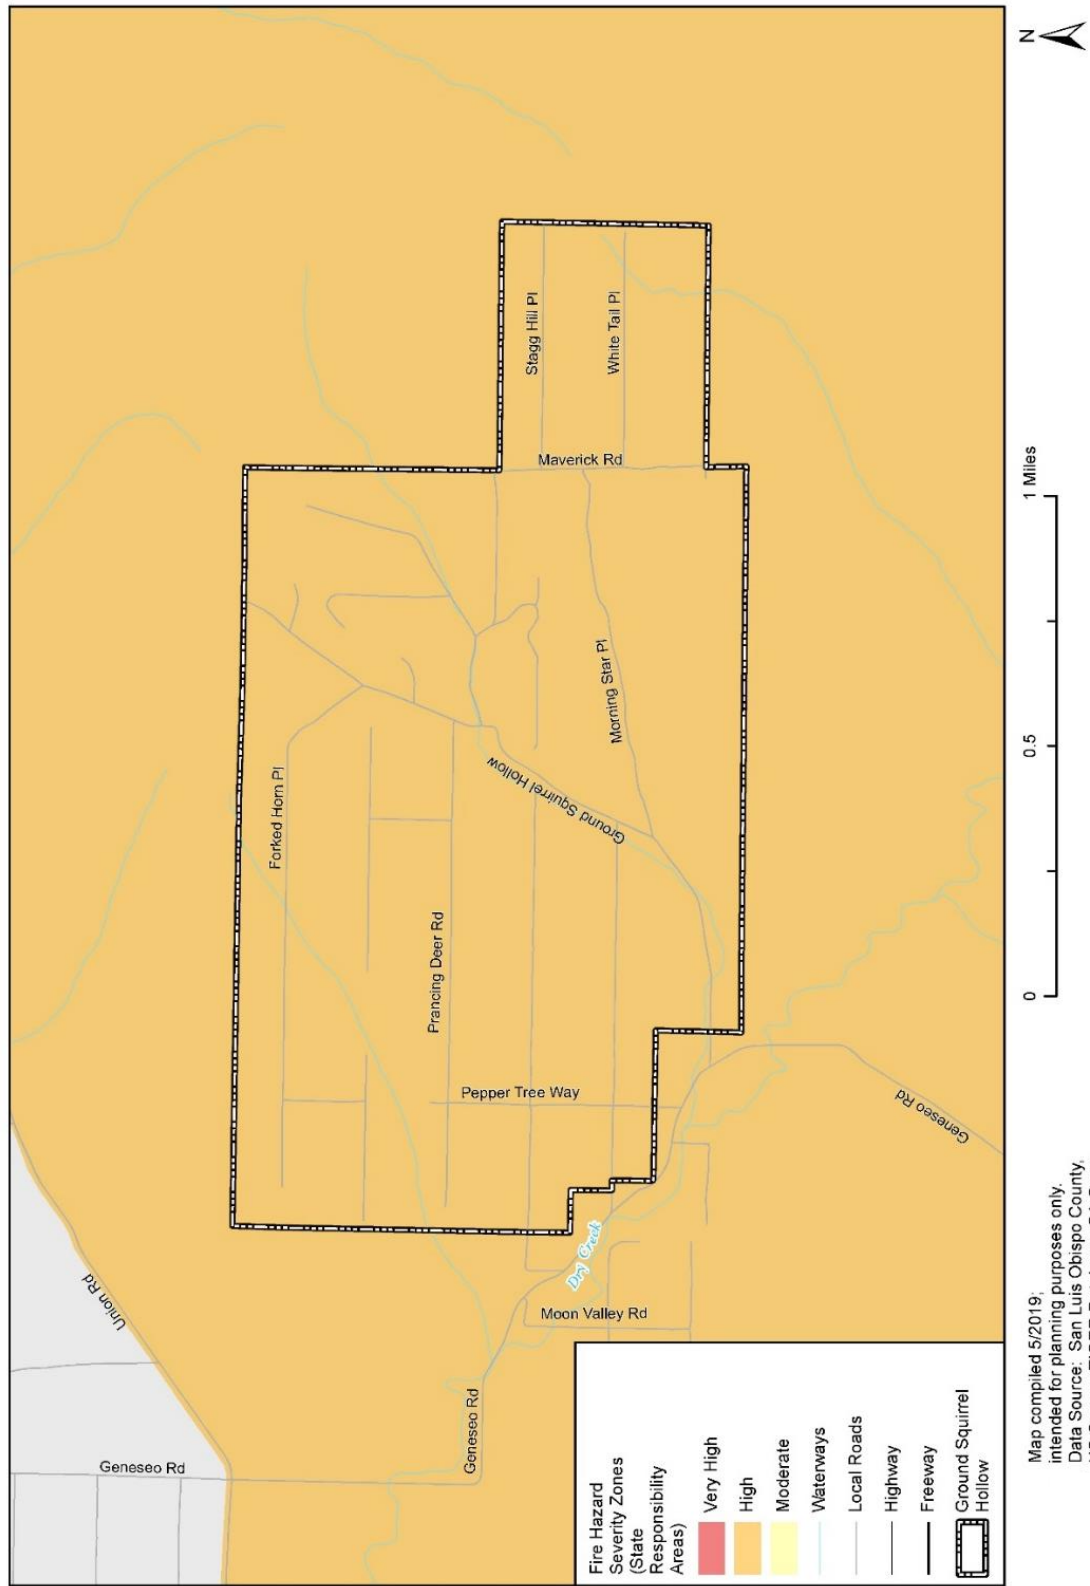 Union Rd
Geneseo Rd
Geneseo Rd
Moon Valley Rd
Dry Creek
Pepper Tree Way
Forked Horn Pl
Prancing Deer Rd
Ground Squirrel Hollow
Morning Star Pl
Maverick Rd
Stagg Hill Pl
White Tail Pl
Geneseo Rd
Fire Hazard
Severity Zones
(State
Responsibility
Areas)
Very High
High
Moderate
Waterways
Local Roads
Highway
Freeway
Ground Squirrel
Hollow
0
0.5
1 Miles
N
Map compiled 5/2019;
intended for planning purposes only.
Data Source: San Luis Obispo County,